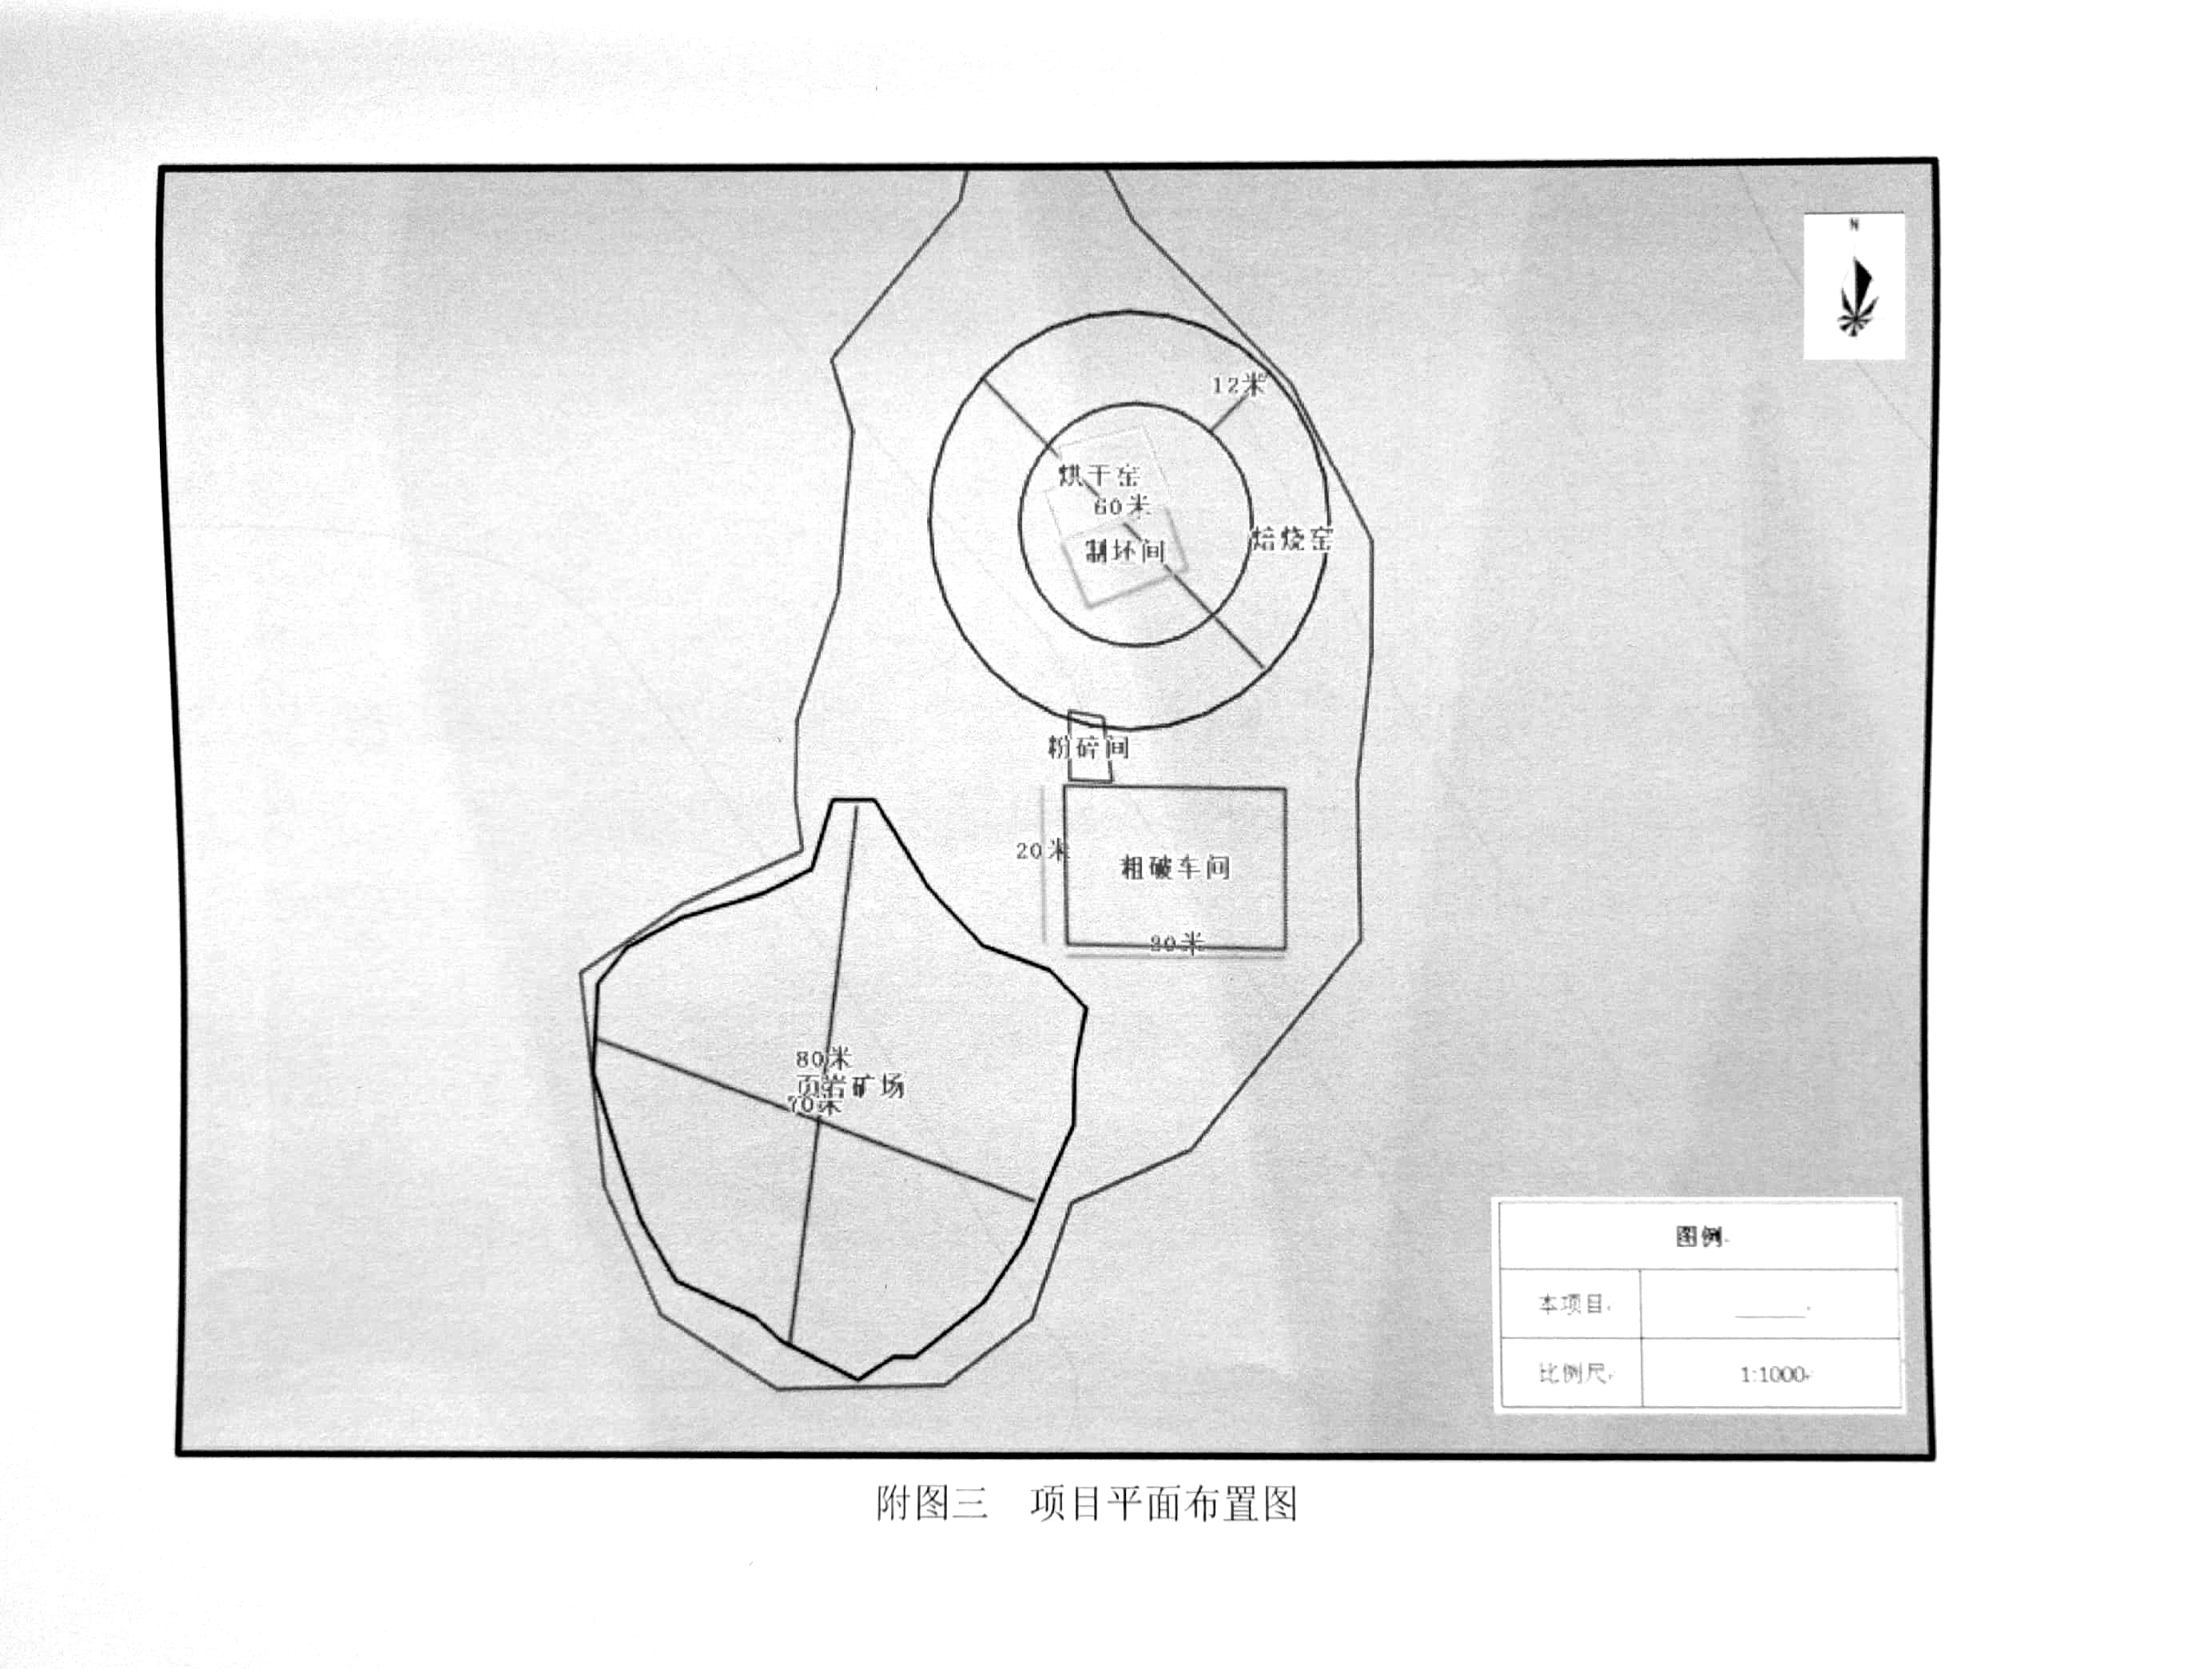 N
12米
烘干窑
60米
焙烧窑
制坯间
粉碎间
20米
粗破车间
30米
80米
页岩矿场
70米
图例
本项目
比例尺
1:1000
附图三 项目平面布置图